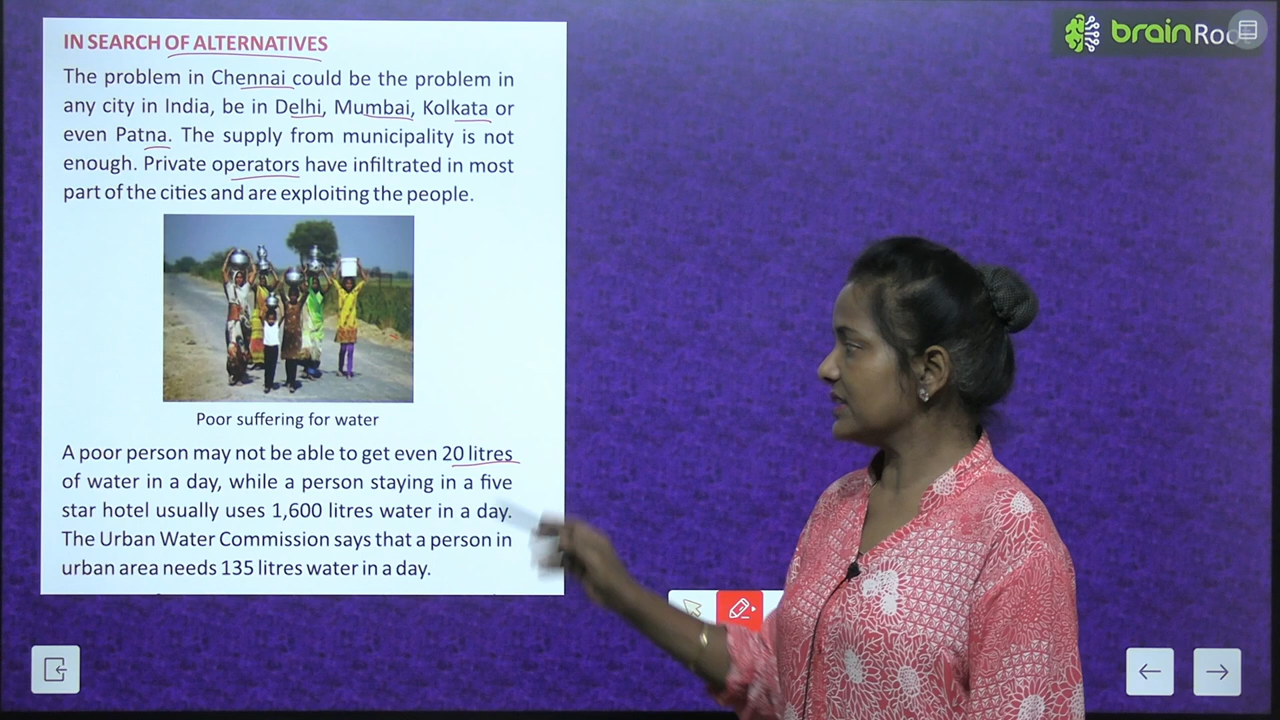 brainRoo
IN SEARCH OF ALTERNATIVES
The problem in Chennai could be the problem in
any city in India, be in Delhi, Mumbai, Kolkata or
even Patna. The supply from municipality is not
enough. Private operators have infiltrated in most
part of the cities and are exploiting the people.
Poor suffering for water
A poor person may not be able to get even 20 litres
of water in a day, while a person staying in a five
star hotel usually uses 1,600 litres water in a day.
The Urban Water Commission says that a person in
urban area needs 135 litres water in a day.